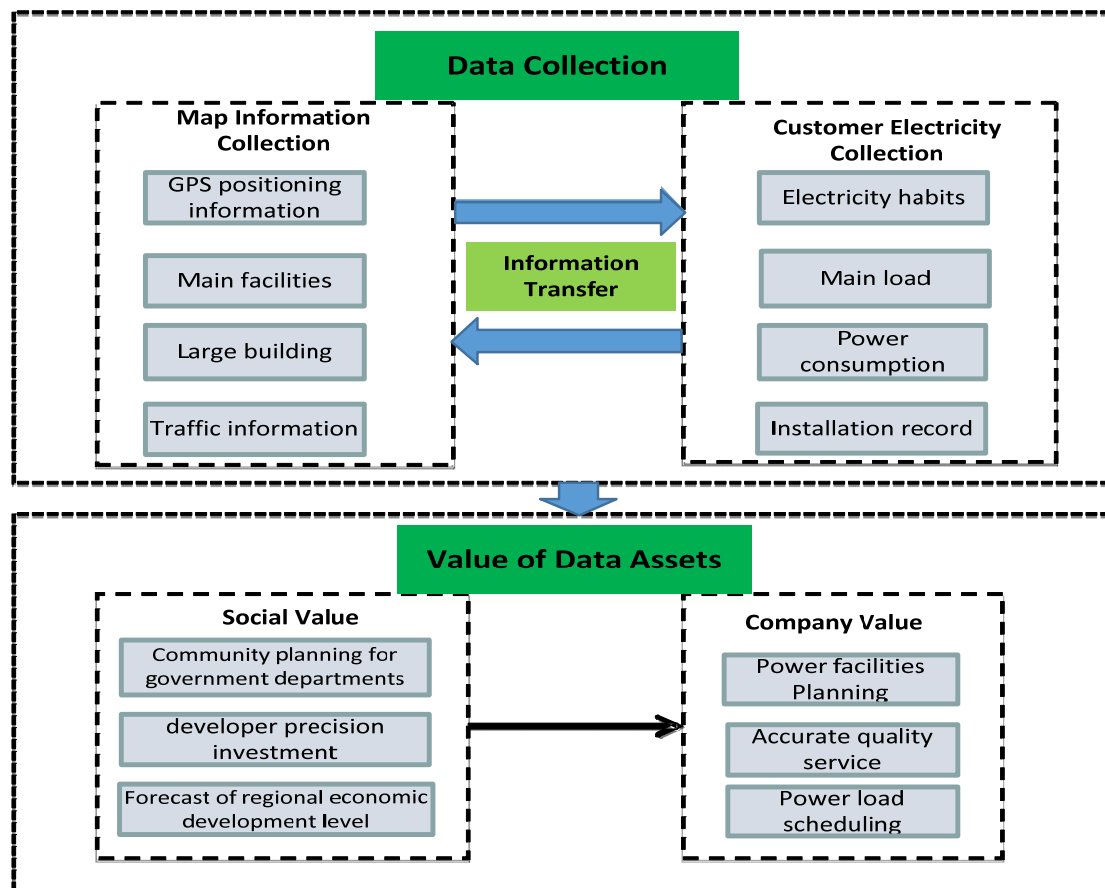 Data Collection
Map Information
Collection
GPS positioning
information
Main facilities
Large building
Traffic information
Information
Transfer
Customer Electricity
Collection
Electricity habits
Main load
Power
consumption
Installation record
Value of Data Assets
Social Value
Community planning for
government departments
developer precision
investment
Forecast of regional economic
development level
Company Value
Power facilities
Planning
Accurate quality
service
Power load
scheduling